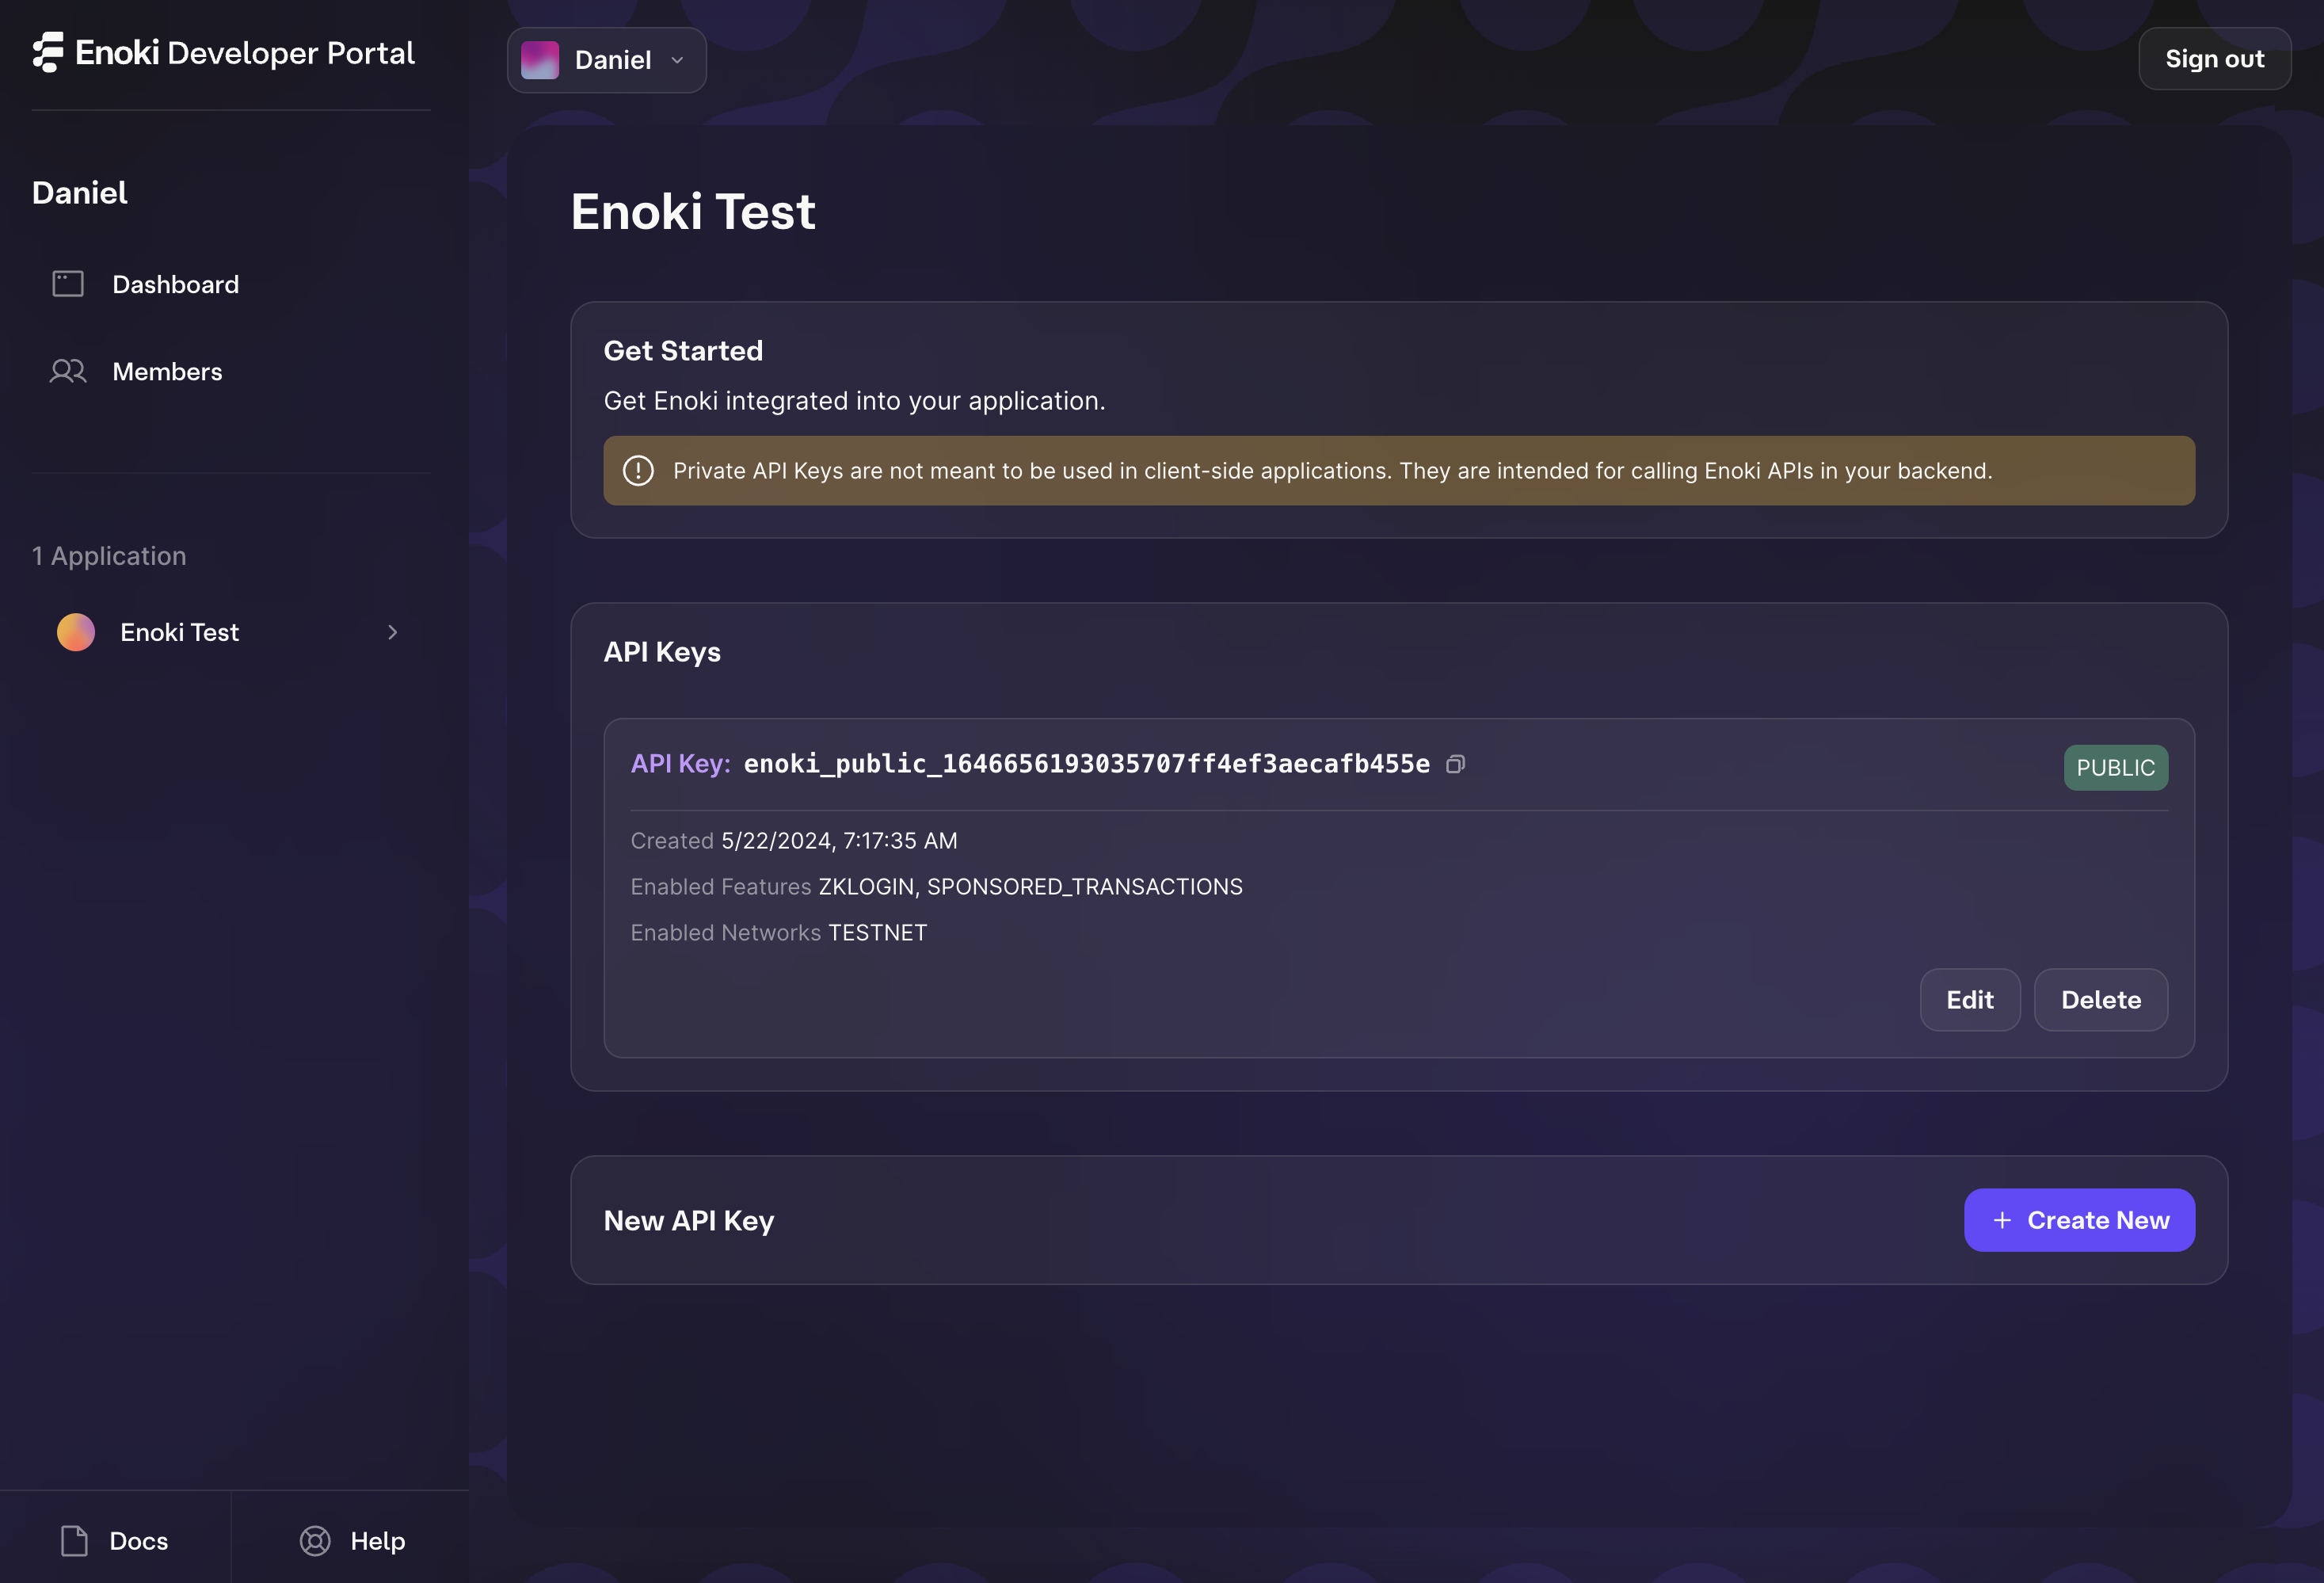 Enoki Developer Portal
Daniel
Sign out
Daniel
Dashboard
Members
1 Application
Enoki Test
Docs
Help
Enoki Test
Get Started
Get Enoki integrated into your application.
Private API Keys are not meant to be used in client-side applications. They are intended for calling Enoki APIs in your backend.
API Keys
API Key: enoki_public_1646656193035707ff4ef3aecafb455e
PUBLIC
Created 5/22/2024, 7:17:35 AM
Enabled Features ZKLOGIN, SPONSORED_TRANSACTIONS
Enabled Networks TESTNET
Edit
Delete
New API Key
Create New